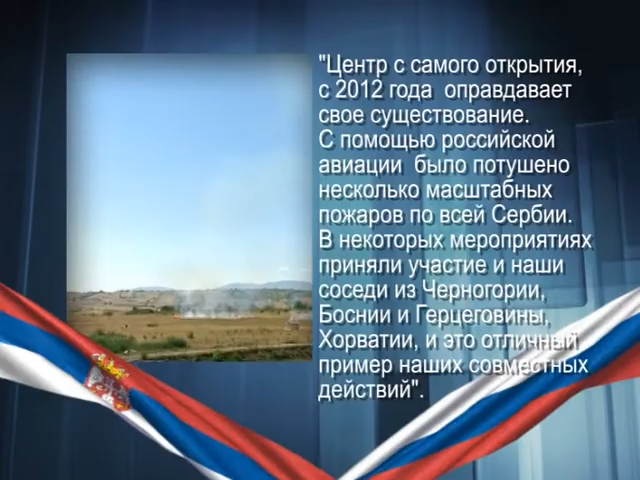 "Центр с самого открытия,
с 2012 года оправдавает
свое существование.
С помощью российской
авиации было потушено
несколько масштабных
пожаров по всей Сербии.
В некоторых мероприятиях
приняли участие и наши
соседи из Черногории,
Боснии и Герцеговины,
Хорватии, и это отличный
пример наших совместных
действий".